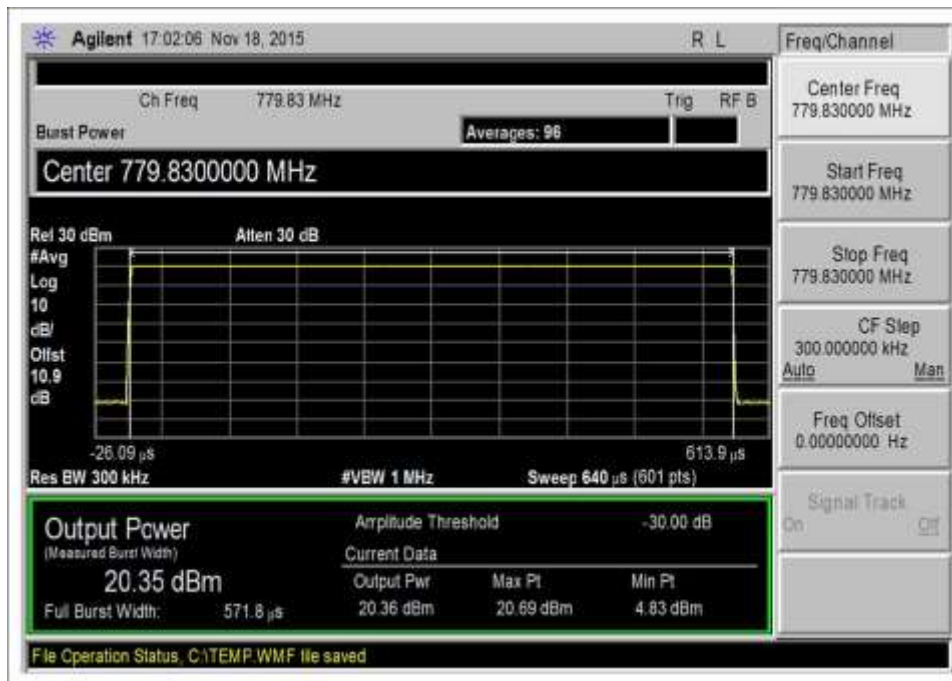 Agilent 17:02:06 Nov 18, 2015 R L
Freq/Channel
Ch Freq 779.83 MHz Trig RF B
Burst Power Averages: 96
Center 779.8300000 MHz
Ref 30 dBm Atten 30 dB
#Avg
Log
10
dB/
Offst
10.9
dB
-26.09 µs 613.9 µs
Res BW 300 kHz #VBW 1 MHz Sweep 640 µs (601 pts)
Output Power
(Measured Burst Width)
20.35 dBm
Full Burst Width: 571.8 µs
Amplitude Threshold -30.00 dB
Current Data
Output Pwr Max Pt Min Pt
20.36 dBm 20.69 dBm 4.83 dBm
File Operation Status, C:\TEMP.WMF file saved
Center Freq
779.830000 MHz
Start Freq
779.830000 MHz
Stop Freq
779.830000 MHz
CF Step
300.000000 kHz
Auto Man
Freq Offset
0.00000000 Hz
Signal Track
On Off